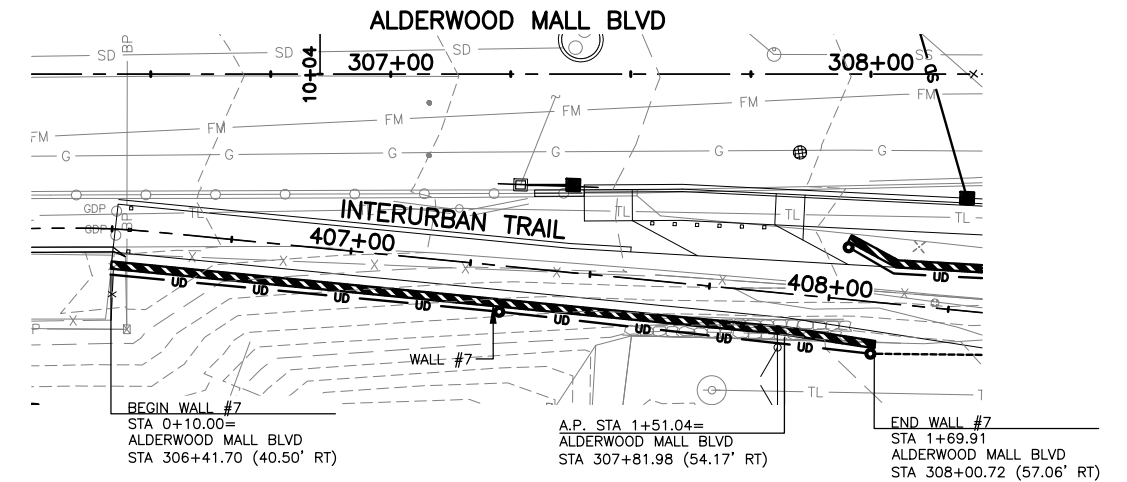 ALDERWOOD MALL BLVD
BP
SD
SD
SD
SS
10+04
307+00
308+00
FM
FM
FM
FM
FM
FM
G
G
G
G
G
G
GDP
GDP
BP
TL
TL
TL
TL
INTERURBAN TRAIL
407+00
408+00
X
X
X
X
X
X
X
UD
UD
UD
UD
UD
UD
UD
UD
P
X
WALL #7
TL
BEGIN WALL #7
STA 0+10.00=
ALDERWOOD MALL BLVD
STA 306+41.70 (40.50' RT)
A.P. STA 1+51.04=
ALDERWOOD MALL BLVD
STA 307+81.98 (54.17' RT)
END WALL #7
STA 1+69.91
ALDERWOOD MALL BLVD
STA 308+00.72 (57.06' RT)